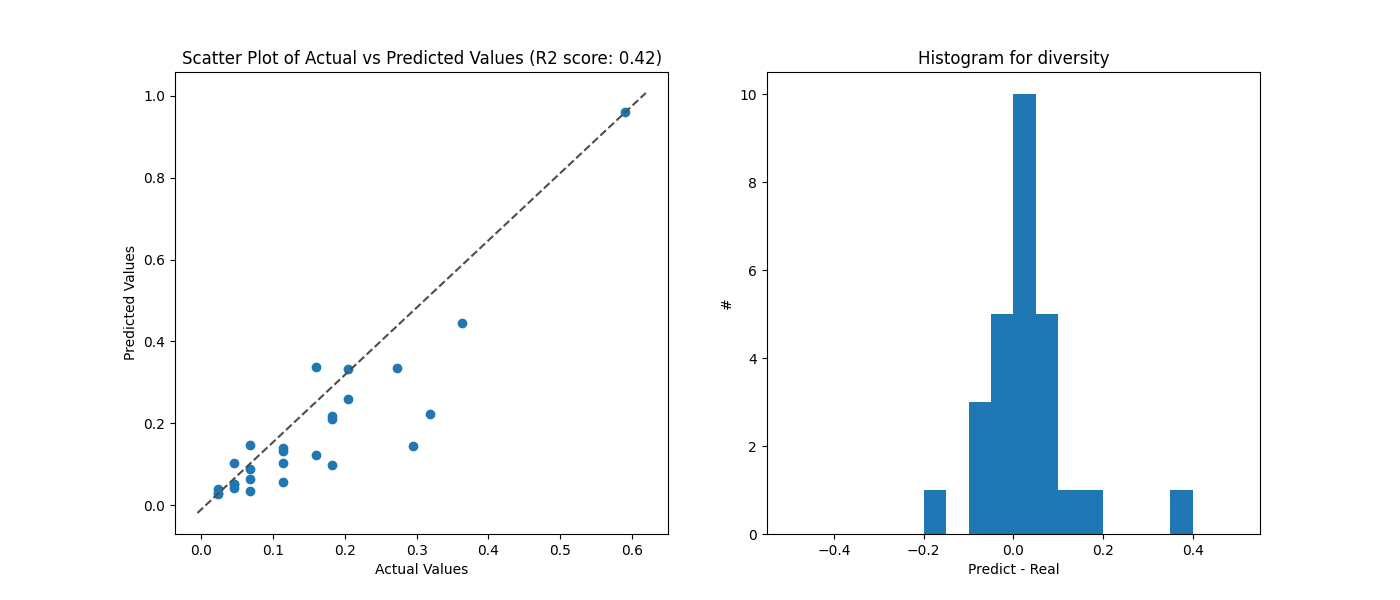 Scatter Plot of Actual vs Predicted Values (R2 score: 0.42)
1.0
0.8
0.6
0.4
0.2
0.0
Predicted Values
0.0 0.1 0.2 0.3 0.4 0.5 0.6
Actual Values
Histogram for diversity
10
8
6
4
2
0
#
−0.4 −0.2 0.0 0.2 0.4
Predict - Real